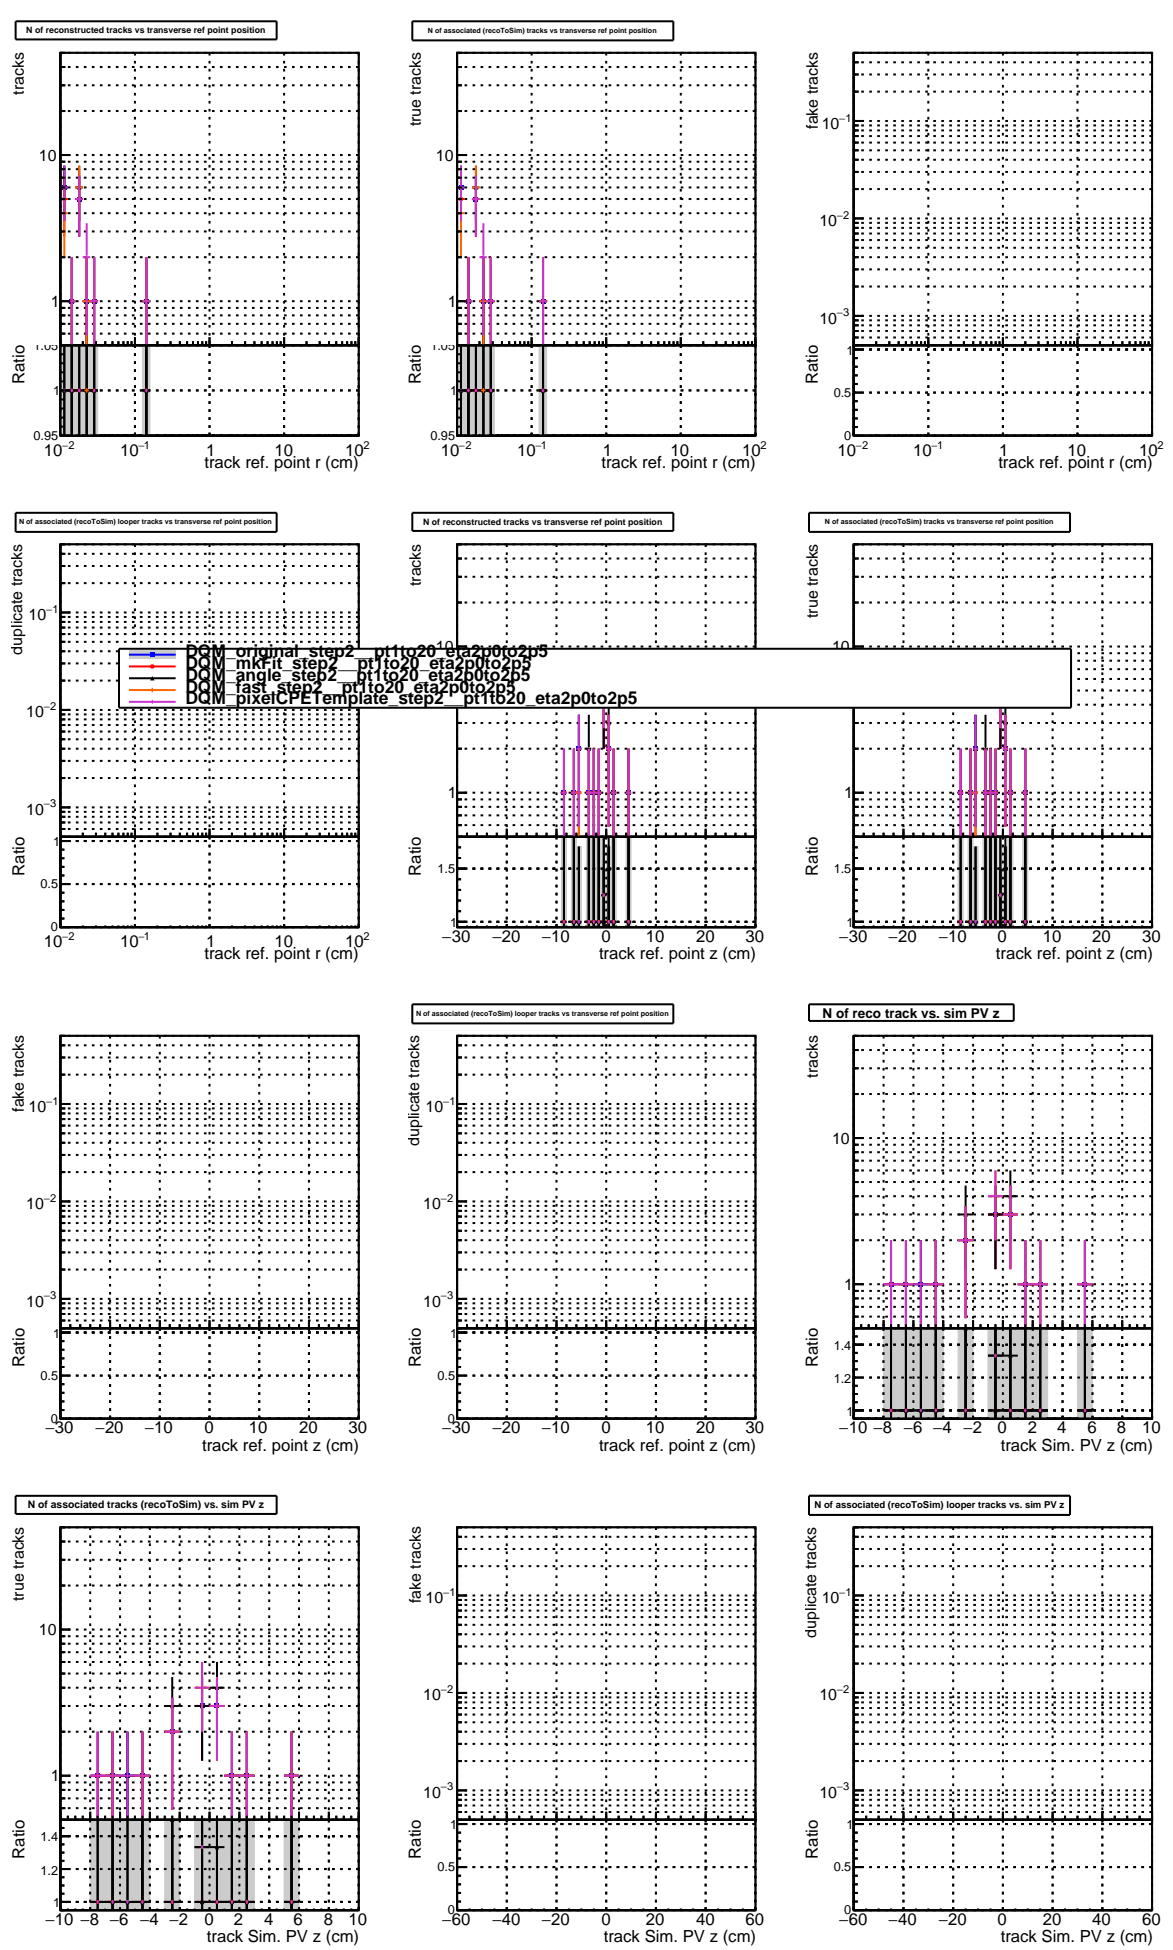 N of reconstructed tracks vs transverse ref point position
tracks
10
1
Ratio
1.05
1
0.95
10−2 10−1 1 10 102
track ref. point r (cm)
N of associated (recoToSim) tracks vs transverse ref point position
true tracks
10
1
Ratio
1.05
1
0.95
10−2 10−1 1 10 102
track ref. point r (cm)
fake tracks
10−1
10−2
10−3
Ratio
1
0.5
0
10−2 10−1 1 10 102
track ref. point r (cm)
N of associated (recoToSim) looper tracks vs transverse ref point position
duplicate tracks
10−1
10−2
10−3
Ratio
1
0.5
0
10−2 10−1 1 10 102
track ref. point r (cm)
N of reconstructed tracks vs transverse ref point position
tracks
10
1
Ratio
1.5
1
−30 −20 −10 0 10 20 30
track ref. point z (cm)
N of associated (recoToSim) tracks vs transverse ref point position
true tracks
10
1
Ratio
1.5
1
−30 −20 −10 0 10 20 30
track ref. point z (cm)
DQM_original_step2__pt1to20_eta2p0to2p5
DQM_mkFit_step2__pt1to20_eta2p0to2p5
DQM_angle_step2__pt1to20_eta2p0to2p5
DQM_fast_step2__pt1to20_eta2p0to2p5
DQM_pixelCPETemplate_step2__pt1to20_eta2p0to2p5
fake tracks
10−1
10−2
10−3
Ratio
1
0.5
0
−30 −20 −10 0 10 20 30
track ref. point z (cm)
N of associated (recoToSim) looper tracks vs transverse ref point position
duplicate tracks
10−1
10−2
10−3
Ratio
1
0.5
0
−30 −20 −10 0 10 20 30
track ref. point z (cm)
N of reco track vs. sim PV z
tracks
10
1
Ratio
1.4
1.2
1
−10 −8 −6 −4 −2 0 2 4 6 8 10
track Sim. PV z (cm)
N of associated tracks (recoToSim) vs. sim PV z
true tracks
10
1
Ratio
1.4
1.2
1
−10 −8 −6 −4 −2 0 2 4 6 8 10
track Sim. PV z (cm)
fake tracks
10−1
10−2
10−3
Ratio
1
0.5
0
−60 −40 −20 0 20 40 60
track Sim. PV z (cm)
N of associated (recoToSim) looper tracks vs. sim PV z
duplicate tracks
10−1
10−2
10−3
Ratio
1
0.5
0
−60 −40 −20 0 20 40 60
track Sim. PV z (cm)